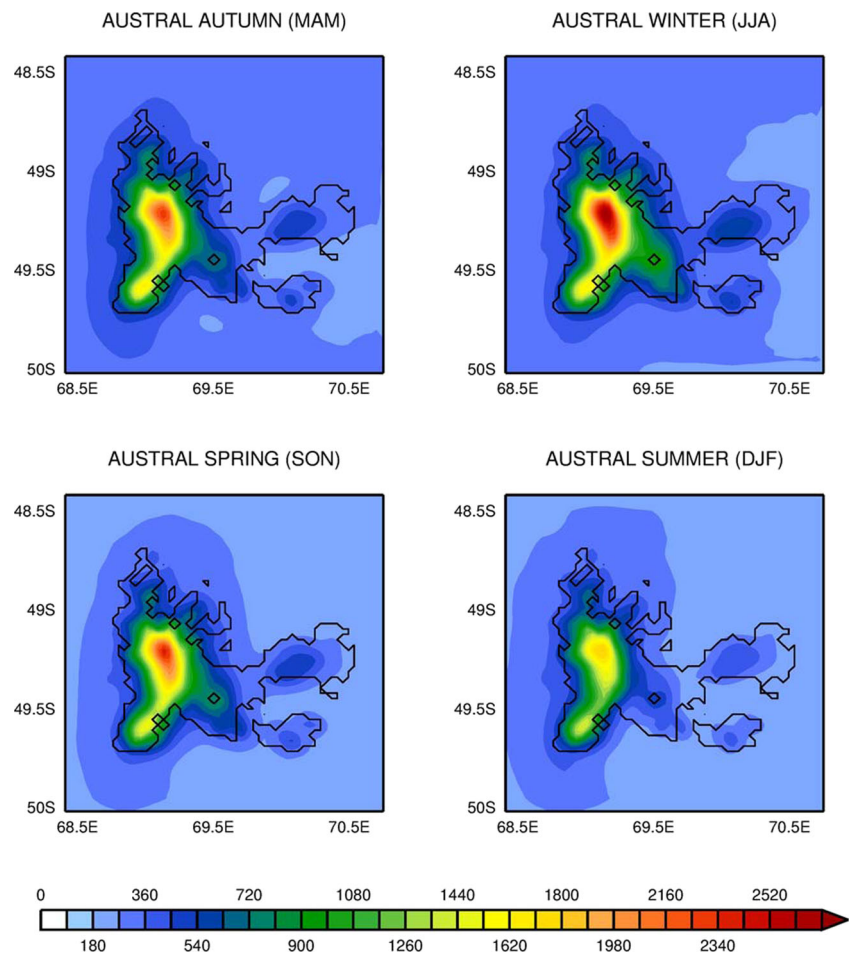 AUSTRAL AUTUMN (MAM) AUSTRAL WINTER (JJA)
48.5S 48.5S
49S 49S
49.5S 49.5S
50S 50S
68.5E 69.5E 70.5E 68.5E 69.5E 70.5E
AUSTRAL SPRING (SON) AUSTRAL SUMMER (DJF)
48.5S 48.5S
49S 49S
49.5S 49.5S
50S 50S
68.5E 69.5E 70.5E 68.5E 69.5E 70.5E
0 360 720 1080 1440 1800 2160 2520
180 540 900 1260 1620 1980 2340